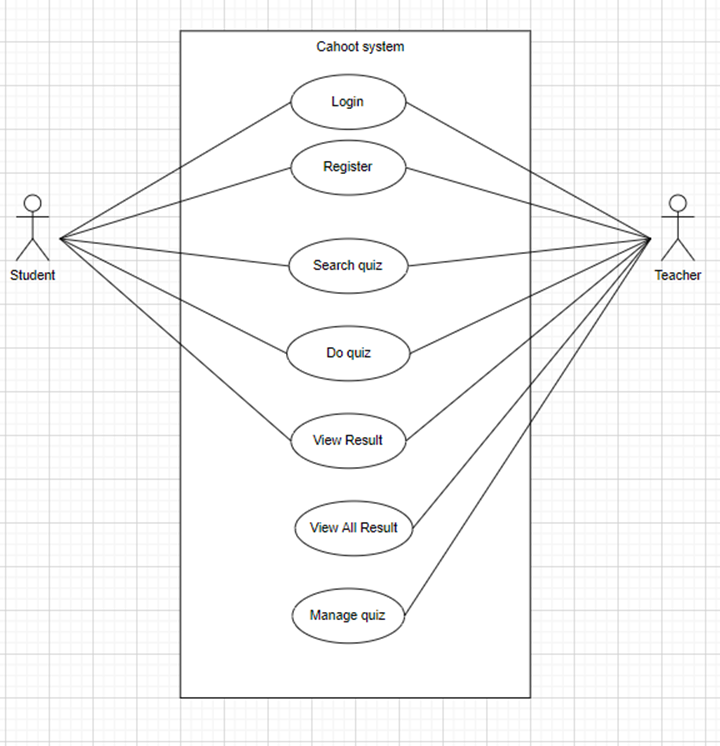 Cahoot system
Login
Register
Search quiz
Student
Teacher
Do quiz
View Result
View All Result
Manage quiz